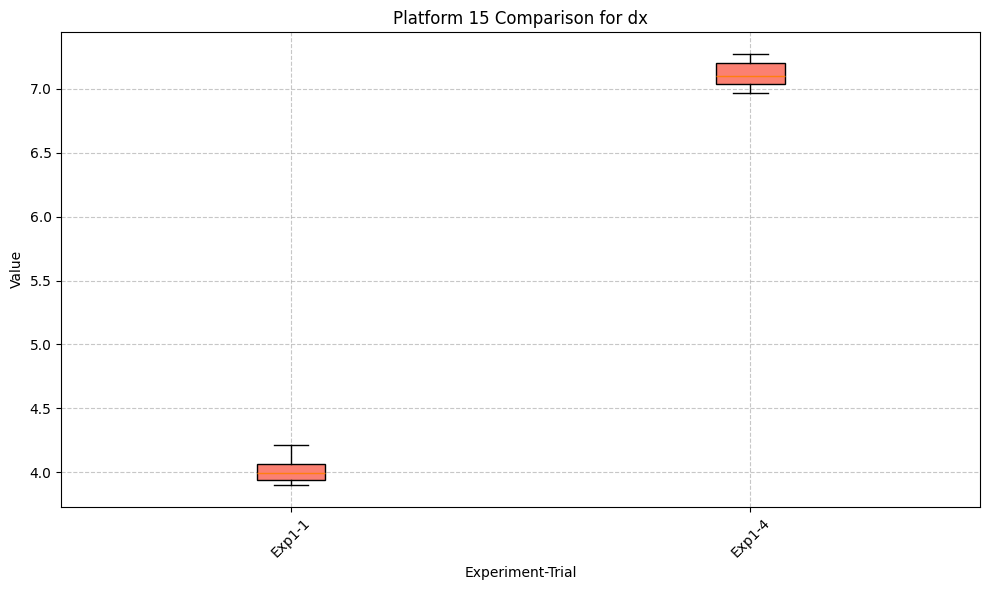 Platform 15 Comparison for dx
Value
7.0
6.5
6.0
5.5
5.0
4.5
4.0
Exp1-1
Exp1-4
Experiment-Trial